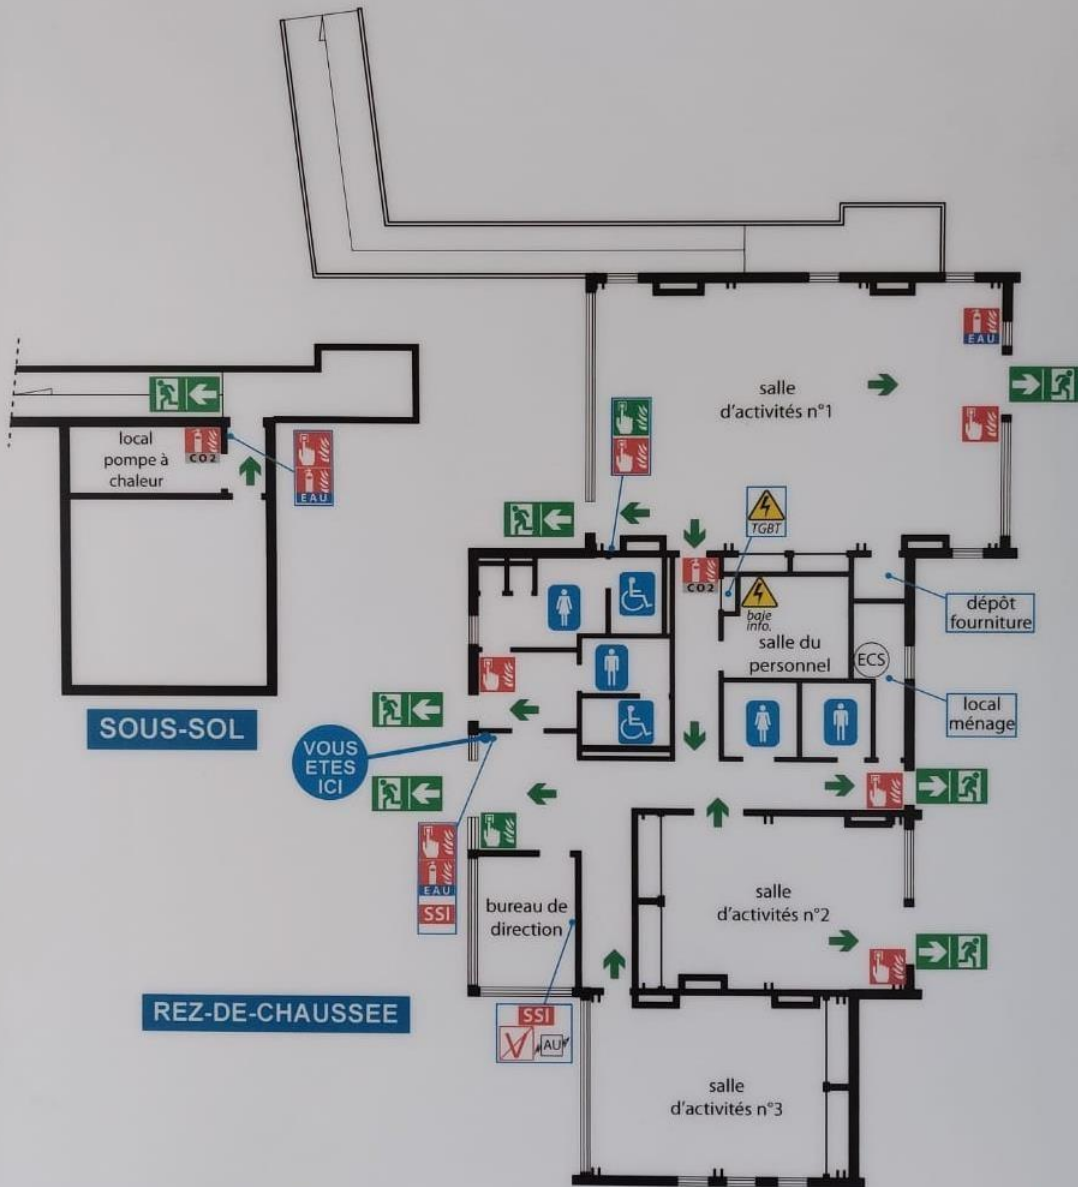 EAU
salle
d'activités n°1
local
pompe à
chaleur
CO2
EAU
TGBT
CO2
baje
info.
salle du
personnel
dépôt
fourniture
ECS
local
ménage
SOUS-SOL
VOUS
ETES
ICI
EAU
SSI
bureau de
direction
salle
d'activités n°2
REZ-DE-CHAUSSEE
SSI
AU
salle
d'activités n°3